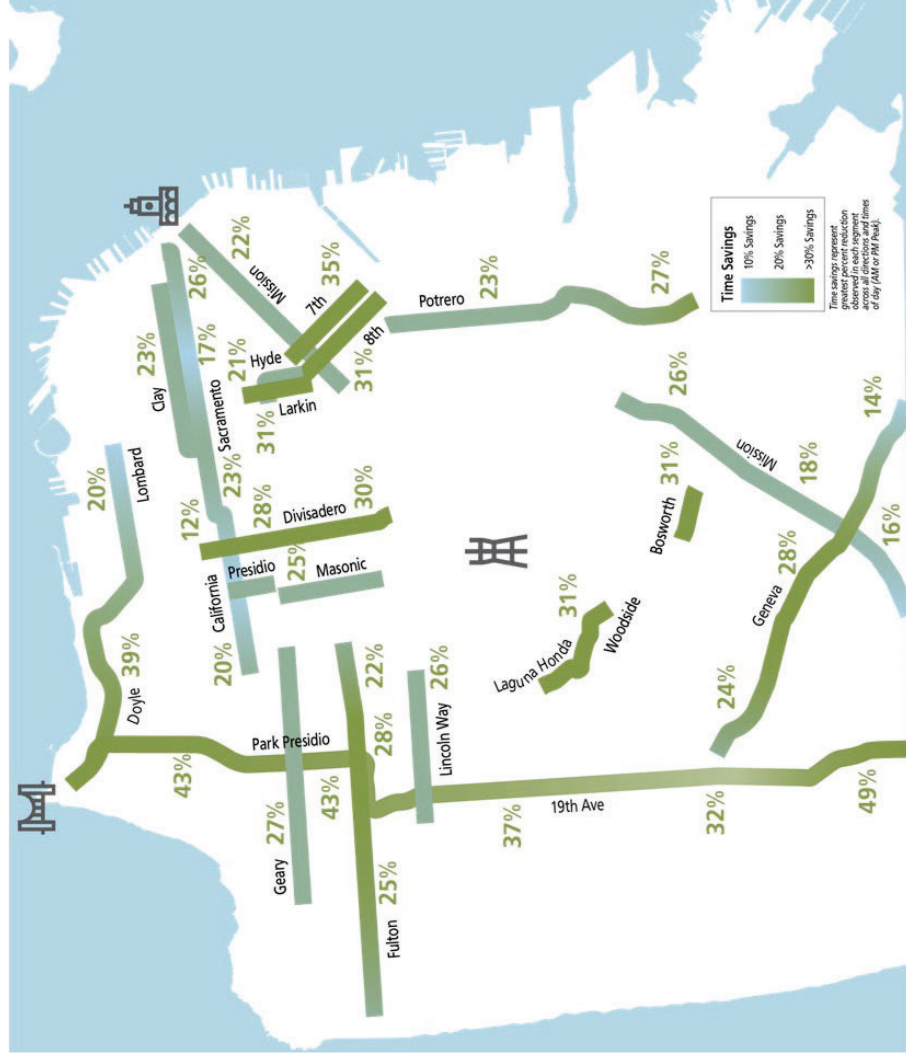 20%
Lombard
39%
Doyle
23%
Clay
26%
17%
Sacramento
22%
Mission
12%
23%
California
20%
43%
Park Presidio
28%
Presidio
25%
Masonic
Divisadero
30%
21%
Hyde
31%
Larkin
7th
35%
8th
31%
27%
Geary
43%
22%
28%
25%
Fulton
26%
Lincoln Way
Potrero
23%
27%
37%
19th Ave
32%
49%
Laguna Honda
31%
Woodside
31%
Bosworth
26%
Mission
18%
16%
14%
24%
28%
Geneva
Time Savings
10% Savings
20% Savings
>30% Savings
Time savings represent
greatest percent reduction
observed in each segment
across all directions and times
of day (AM or PM Peak).